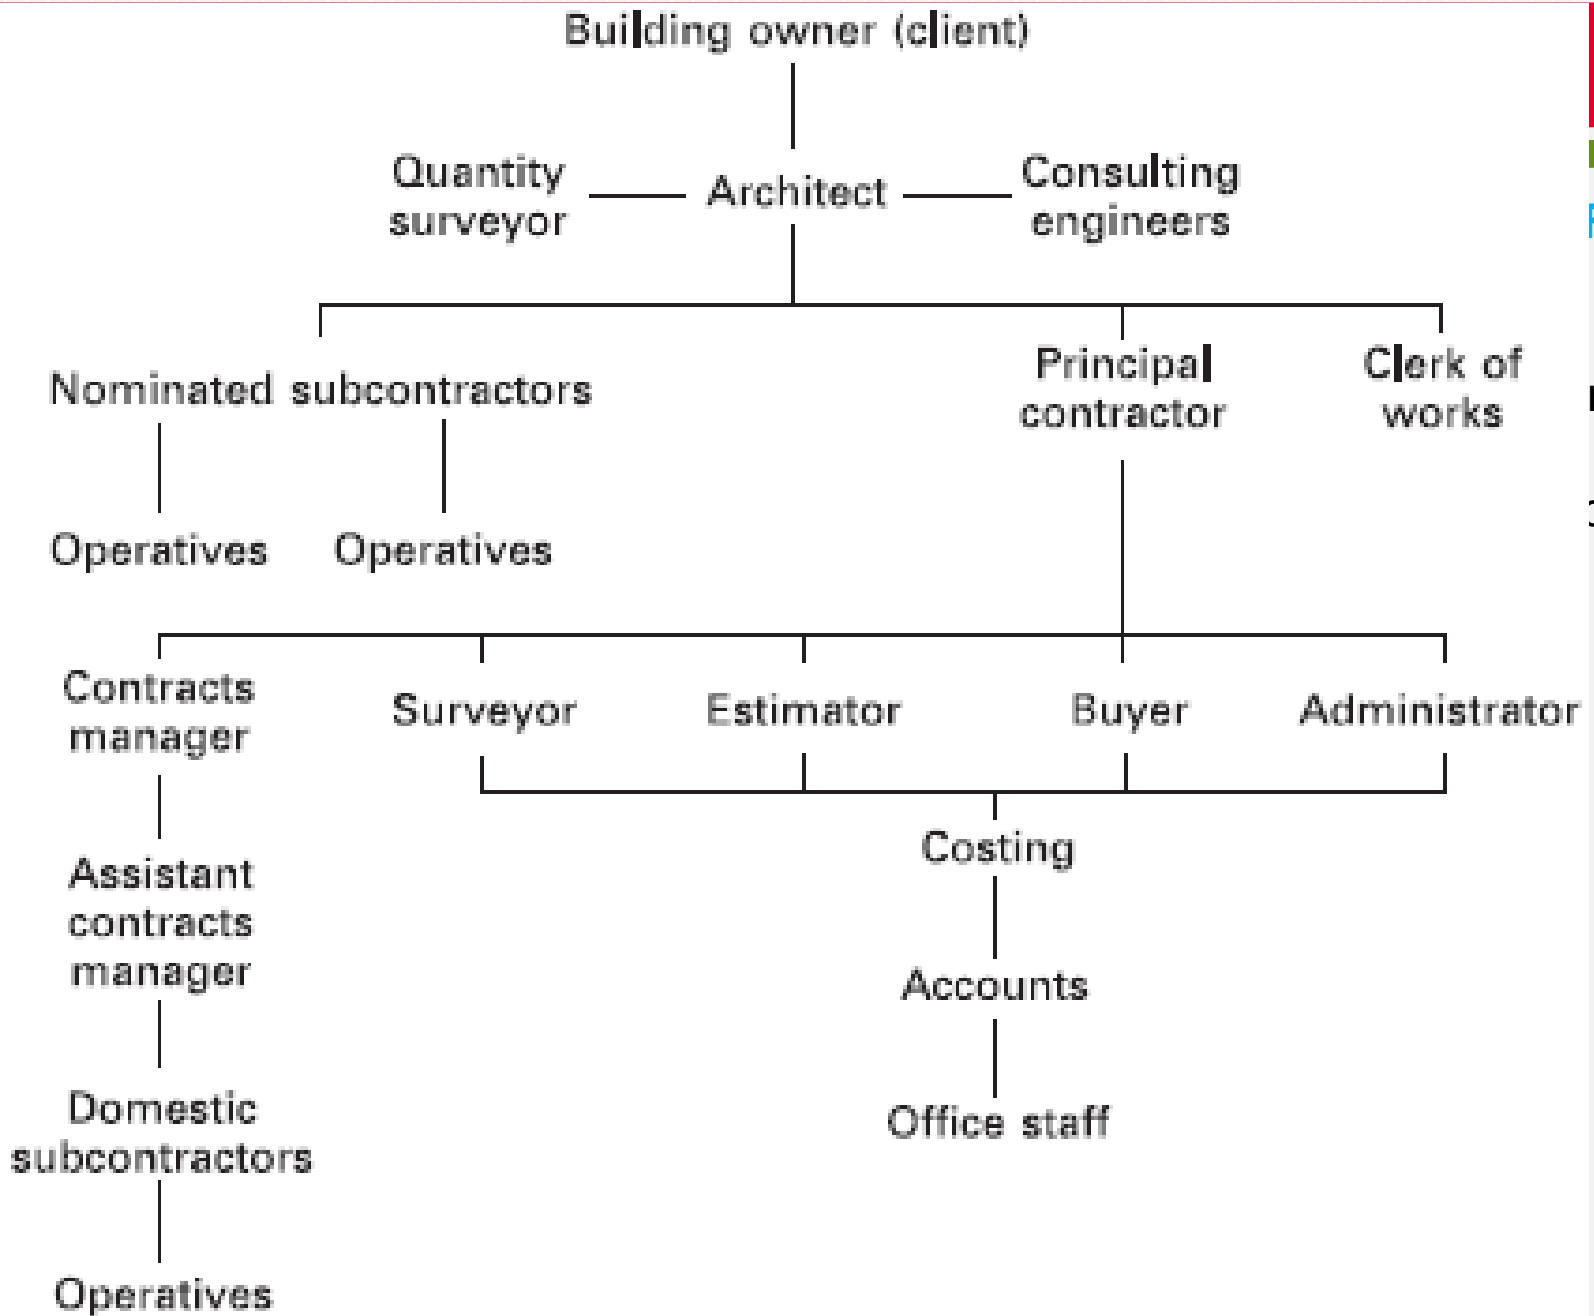 Building owner (client)
Quantity
surveyor
Architect
Consulting
engineers
Nominated subcontractors
Principal
contractor
Clerk of
works
Operatives
Operatives
Contracts
manager
Surveyor
Estimator
Buyer
Administrator
Costing
Assistant
contracts
manager
Accounts
Domestic
subcontractors
Office staff
Operatives